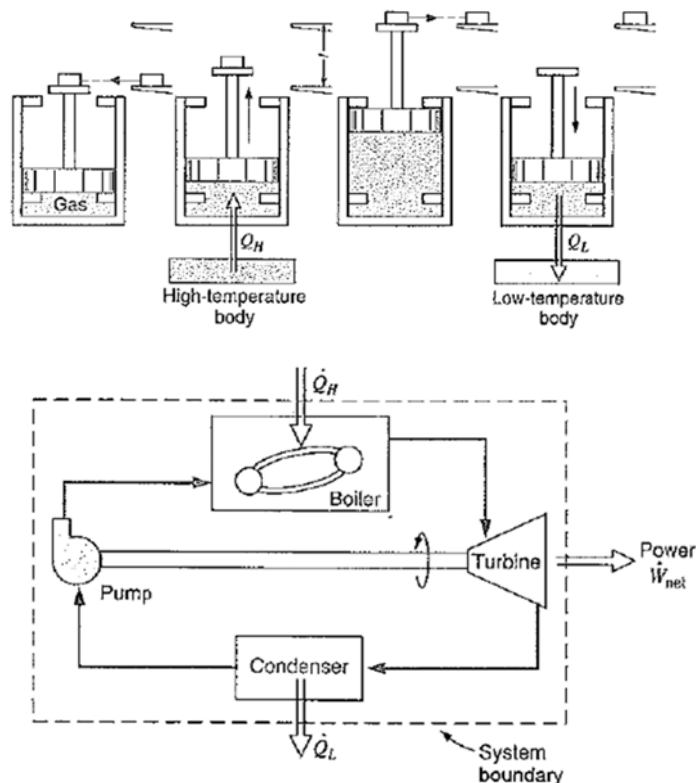 Gas
Q_H
Q_L
High-temperature
body
Low-temperature
body
Q̇_H
Boiler
Turbine
Power
Ẇ_net
Pump
Condenser
Q̇_L
System
boundary